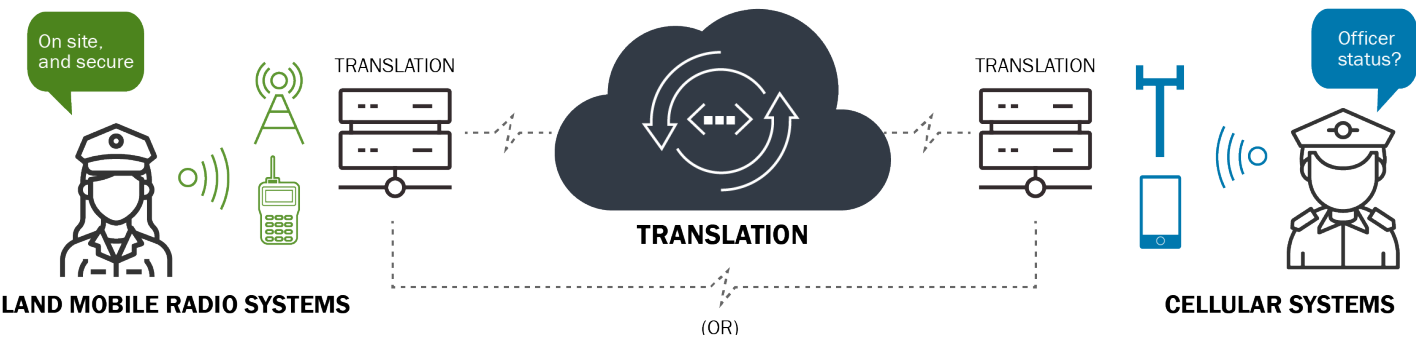 On site,
and secure
TRANSLATION
TRANSLATION
Officer
status?
TRANSLATION
LAND MOBILE RADIO SYSTEMS
CELLULAR SYSTEMS
(OR)